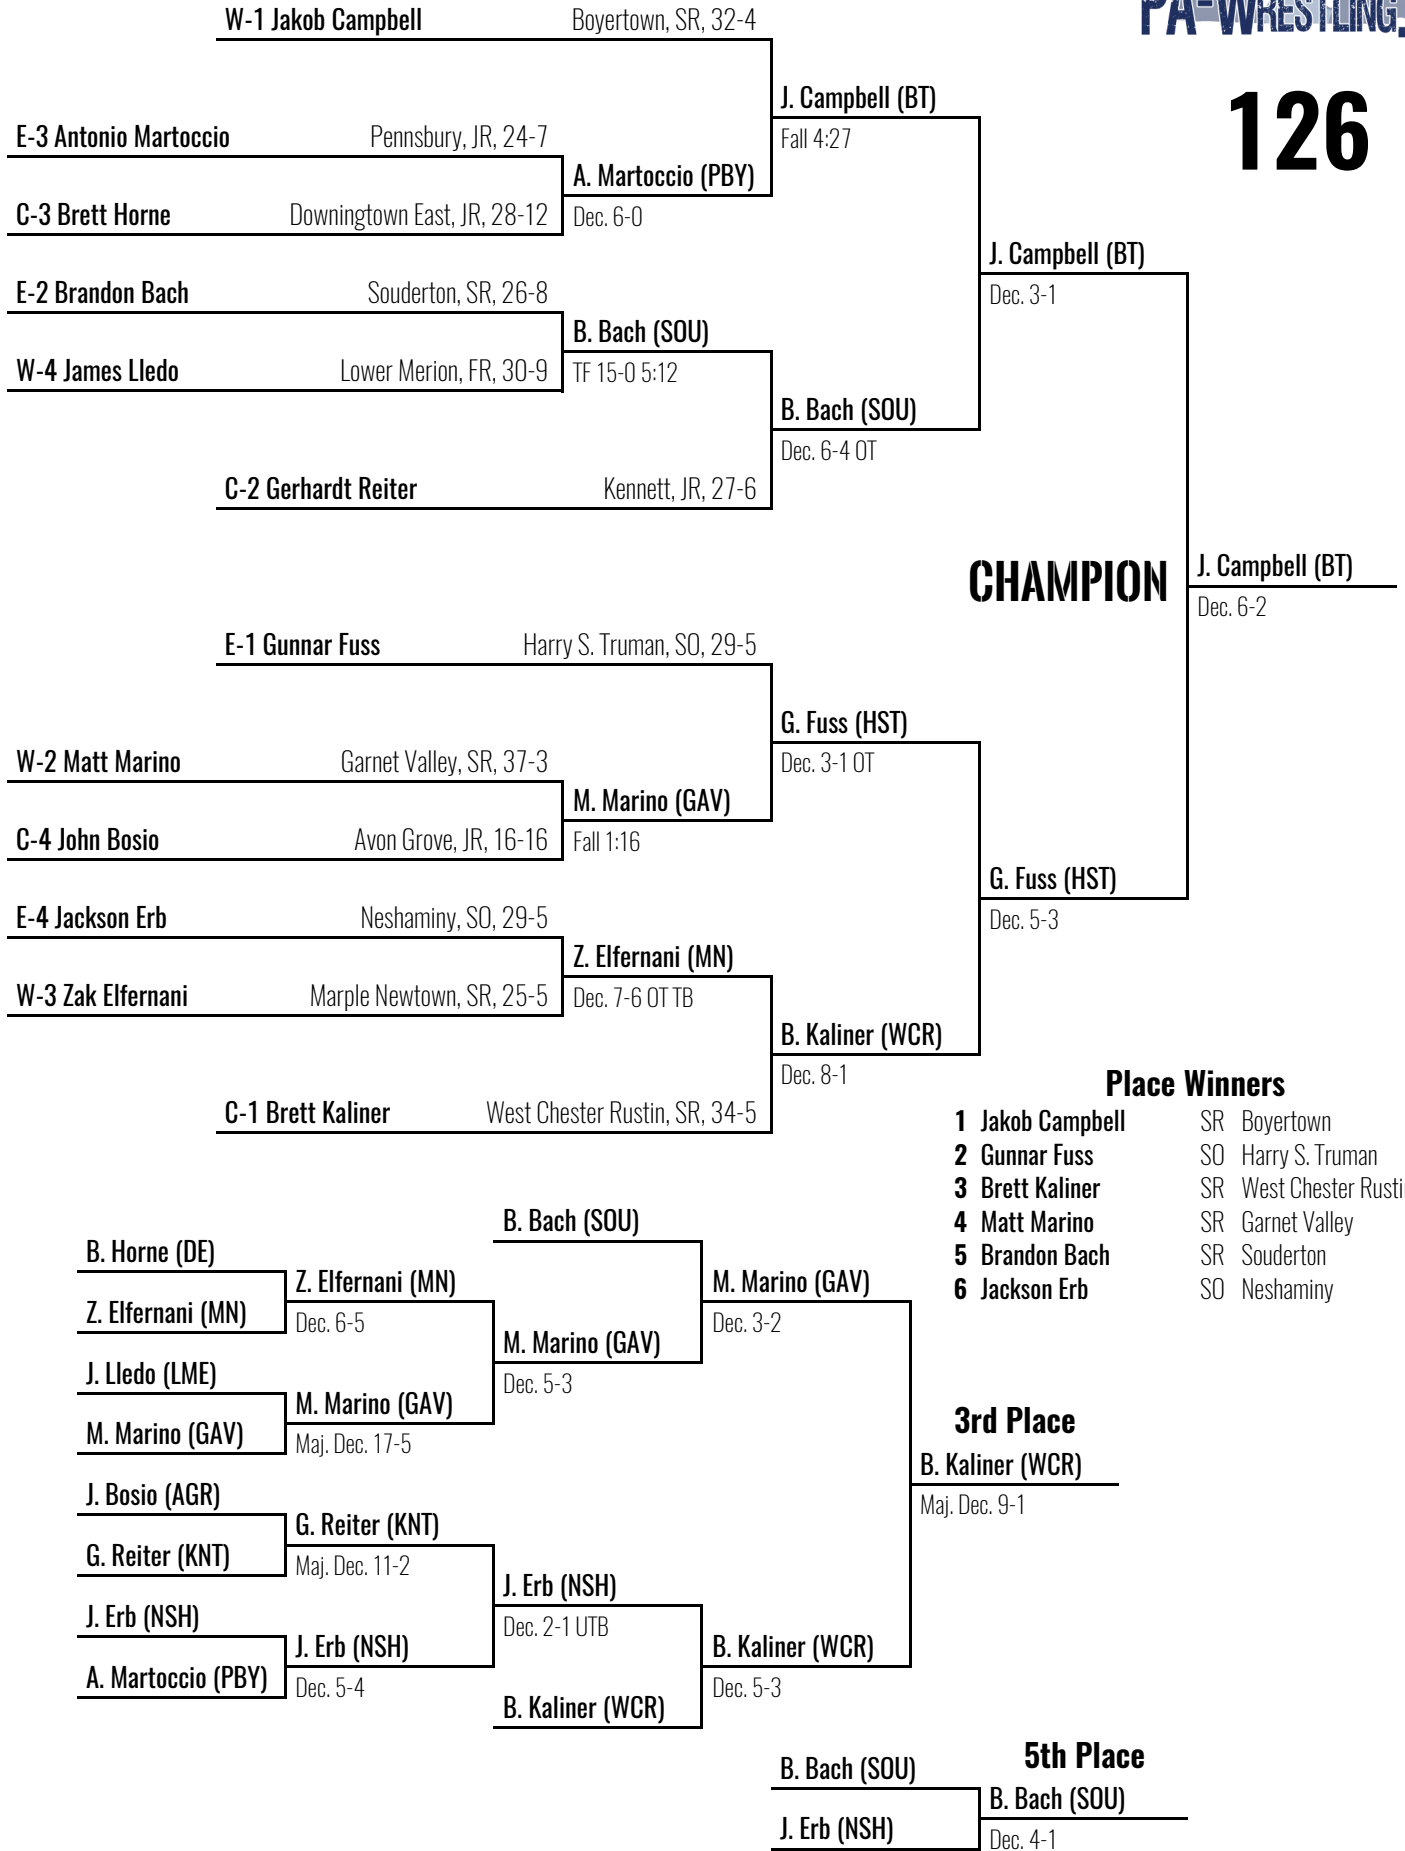 PA-WRESTLING.
W-1 Jakob Campbell Boyertown, SR, 32-4
126
J. Campbell (BT)
Fall 4:27
E-3 Antonio Martoccio Pennsbury, JR, 24-7
A. Martoccio (PBY)
Dec. 6-0
C-3 Brett Horne Downingtown East, JR, 28-12
J. Campbell (BT)
Dec. 3-1
E-2 Brandon Bach Souderton, SR, 26-8
B. Bach (SOU)
TF 15-0 5:12
W-4 James Lledo Lower Merion, FR, 30-9
B. Bach (SOU)
Dec. 6-4 OT
C-2 Gerhardt Reiter Kennett, JR, 27-6
CHAMPION
J. Campbell (BT)
Dec. 6-2
E-1 Gunnar Fuss Harry S. Truman, SO, 29-5
G. Fuss (HST)
Dec. 3-1 OT
W-2 Matt Marino Garnet Valley, SR, 37-3
M. Marino (GAV)
Fall 1:16
C-4 John Bosio Avon Grove, JR, 16-16
G. Fuss (HST)
Dec. 5-3
E-4 Jackson Erb Neshaminy, SO, 29-5
Z. Elfernani (MN)
Dec. 7-6 OT TB
W-3 Zak Elfernani Marple Newtown, SR, 25-5
B. Kaliner (WCR)
Dec. 8-1
C-1 Brett Kaliner West Chester Rustin, SR, 34-5
Place Winners
1 Jakob Campbell SR Boyertown
2 Gunnar Fuss SO Harry S. Truman
3 Brett Kaliner SR West Chester Rusti
4 Matt Marino SR Garnet Valley
5 Brandon Bach SR Souderton
6 Jackson Erb SO Neshaminy
B. Bach (SOU)
B. Horne (DE)
Z. Elfernani (MN)
Dec. 6-5
Z. Elfernani (MN)
M. Marino (GAV)
Dec. 3-2
M. Marino (GAV)
Dec. 5-3
J. Lledo (LME)
M. Marino (GAV)
Maj. Dec. 17-5
M. Marino (GAV)
3rd Place
B. Kaliner (WCR)
Maj. Dec. 9-1
J. Bosio (AGR)
G. Reiter (KNT)
Maj. Dec. 11-2
G. Reiter (KNT)
J. Erb (NSH)
Dec. 2-1 UTB
J. Erb (NSH)
J. Erb (NSH)
Dec. 5-4
A. Martoccio (PBY)
B. Kaliner (WCR)
Dec. 5-3
B. Kaliner (WCR)
5th Place
B. Bach (SOU)
B. Bach (SOU)
Dec. 4-1
J. Erb (NSH)